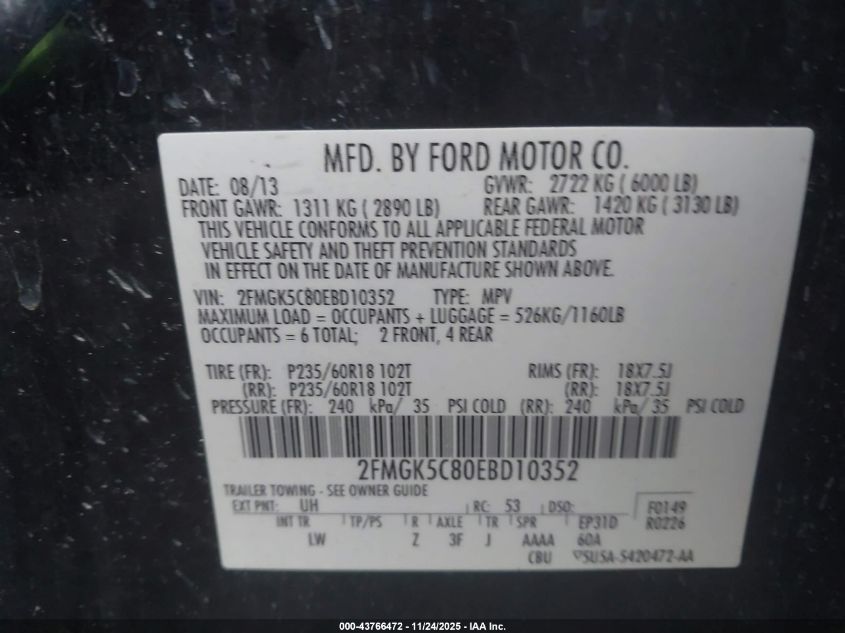 MFD. BY FORD MOTOR CO.
DATE: 08/13 GVWR: 2722 KG ( 6000 LB)
FRONT GAWR: 1311 KG ( 2890 LB) REAR GAWR: 1420 KG ( 3130 LB)
THIS VEHICLE CONFORMS TO ALL APPLICABLE FEDERAL MOTOR
VEHICLE SAFETY AND THEFT PREVENTION STANDARDS
IN EFFECT ON THE DATE OF MANUFACTURE SHOWN ABOVE.
VIN: 2FMGK5C80EBD10352 TYPE: MPV
MAXIMUM LOAD = OCCUPANTS + LUGGAGE = 526KG/1160LB
OCCUPANTS = 6 TOTAL; 2 FRONT, 4 REAR
TIRE (FR): P235/60R18 102T RIMS (FR): 18X7.5J
(RR): P235/60R18 102T (RR): 18X7.5J
PRESSURE (FR): 240 kPa/ 35 PSI COLD (RR): 240 kPa/ 35 PSI COLD
2FMGK5C80EBD10352
TRAILER TOWING - SEE OWNER GUIDE
EXT PNT: UH RC: 53 DSO: F0149
INT TR TP/PS R AXLE TR SPR EP31D R0226
LW Z 3F J AAAA 60A
CBU 5U5A-5420472-AA
000-43766472 - 11/24/2025 - IAA Inc.